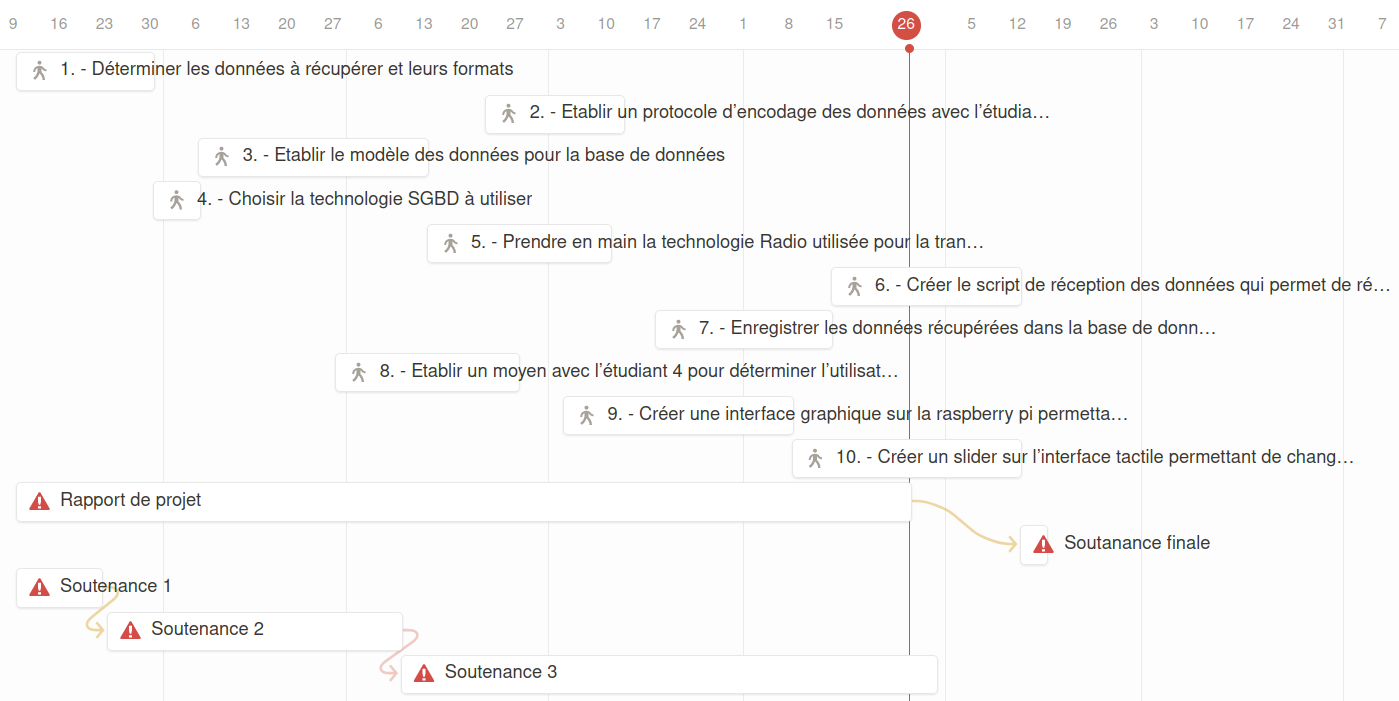 9 16 23 30 6 13 20 27 6 13 20 27 3 10 17 24 1 8 15 26 5 12 19 26 3 10 17 24 31 7
1. - Déterminer les données à récupérer et leurs formats
2. - Etablir un protocole d’encodage des données avec l’étudia…
3. - Etablir le modèle des données pour la base de données
4. - Choisir la technologie SGBD à utiliser
5. - Prendre en main la technologie Radio utilisée pour la tran…
6. - Créer le script de réception des données qui permet de ré…
7. - Enregistrer les données récupérées dans la base de donn…
8. - Etablir un moyen avec l’étudiant 4 pour déterminer l’utilisat…
9. - Créer une interface graphique sur la raspberry pi permetta…
10. - Créer un slider sur l’interface tactile permettant de chang…
Rapport de projet
Soutanance finale
Soutenance 1
Soutenance 2
Soutenance 3